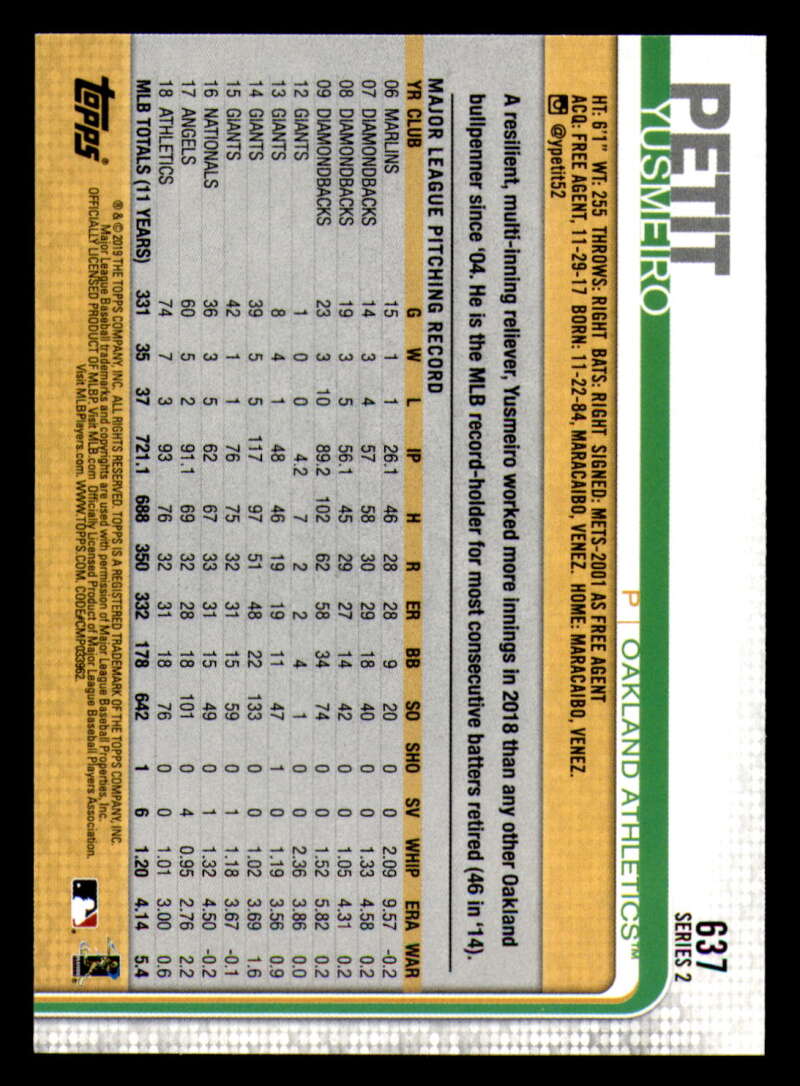 637
SERIES 2
PETIT
YUSMEIRO
P | OAKLAND ATHLETICS™
HT: 6'1" WT: 255 THROWS: RIGHT BATS: RIGHT SIGNED: METS-2001 AS FREE AGENT
ACQ: FREE AGENT, 11-29-17 BORN: 11-22-84, MARACAIBO, VENEZ. HOME: MARACAIBO, VENEZ.
@ypetit52
A resilient, multi-inning reliever, Yusmeiro worked more innings in 2018 than any other Oakland
bullpenner since '04. He is the MLB record-holder for most consecutive batters retired (46 in '14).
MAJOR LEAGUE PITCHING RECORD
YR CLUB G W L IP H R ER BB SO SHO SV WHIP ERA WAR
06 MARLINS 15 1 1 26.1 46 28 28 9 20 0 0 2.09 9.57 -0.2
07 DIAMONDBACKS 14 3 4 57 58 30 29 18 40 0 0 1.33 4.58 0.2
08 DIAMONDBACKS 19 3 5 56.1 45 29 27 14 42 0 0 1.05 4.31 0.2
09 DIAMONDBACKS 23 3 10 89.2 102 62 58 34 74 0 0 1.52 5.82 0.2
12 GIANTS 1 0 0 4.2 7 2 2 4 1 0 0 2.36 3.86 0.0
13 GIANTS 8 4 1 48 46 19 19 11 47 1 0 1.19 3.56 0.9
14 GIANTS 39 5 5 117 97 51 48 22 133 0 0 1.02 3.69 1.6
15 GIANTS 42 1 1 76 75 32 31 15 59 0 1 1.18 3.67 -0.1
16 NATIONALS 36 3 5 62 67 33 31 15 49 0 1 1.32 4.50 -0.2
17 ANGELS 60 5 2 91.1 69 32 28 18 101 0 4 0.95 2.76 2.2
18 ATHLETICS 74 7 3 93 76 32 31 18 76 0 0 1.01 3.00 0.6
MLB TOTALS (11 YEARS) 331 35 37 721.1 688 350 332 178 642 1 6 1.20 4.14 5.4
topps®
® & © 2019 THE TOPPS COMPANY, INC. ALL RIGHTS RESERVED. TOPPS IS A REGISTERED TRADEMARK OF THE TOPPS COMPANY, INC.
Major League Baseball trademarks and copyrights are used with permission of Major League Baseball Properties, Inc.
OFFICIALLY LICENSED PRODUCT OF MLBP. Visit MLB.com Officially Licensed Product of Major League Baseball Players Association.
Visit MLBPlayers.com. WWW.TOPPS.COM. CODE#CMP033962.